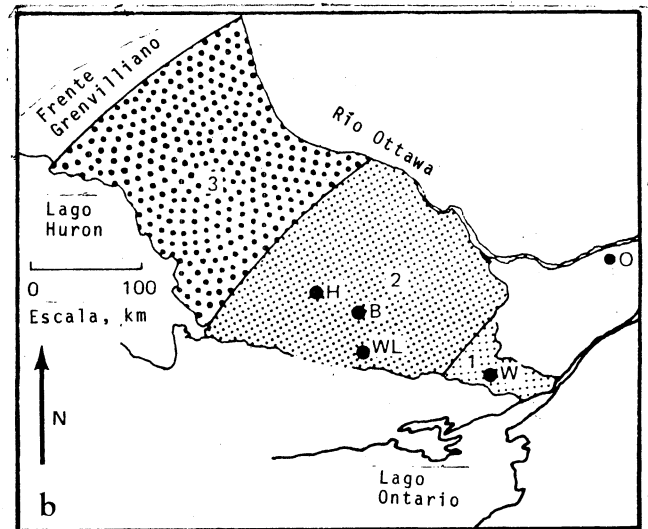 Frente
Grenvilliano
Río Ottawa
3
Lago
Huron
0 100
Escala, km
H
2
B
WL
O
1
W
N
Lago
Ontario
b